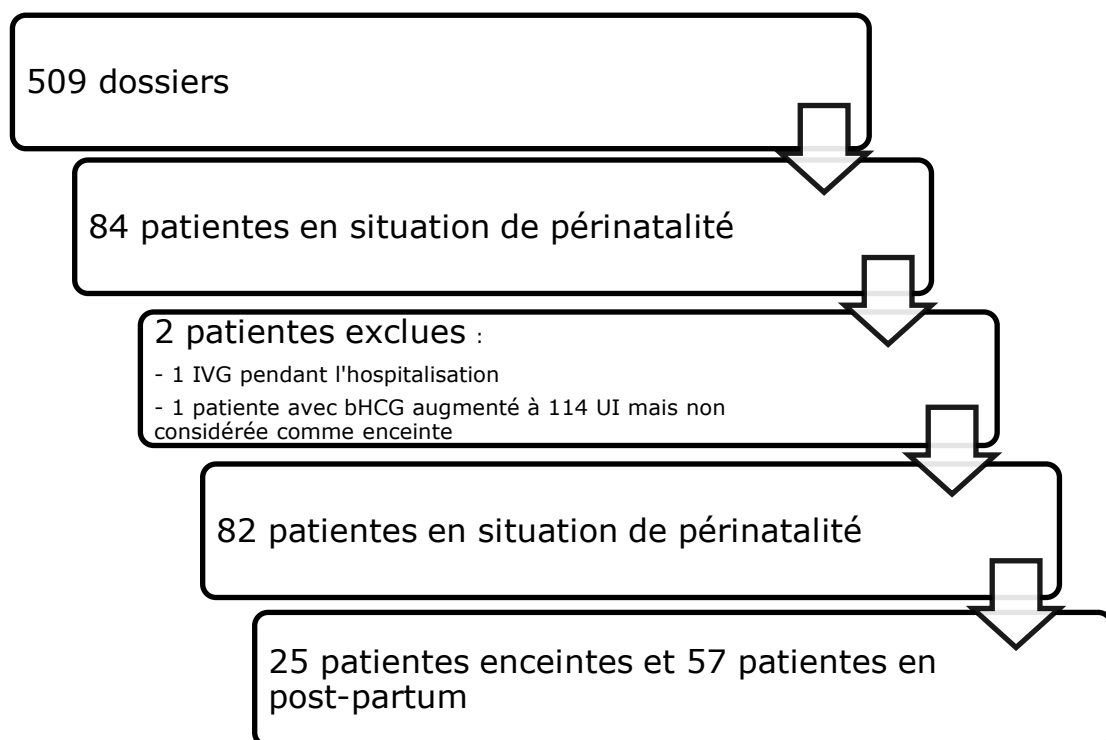 509 dossiers
84 patientes en situation de périnatalité
2 patientes exclues :
- 1 IVG pendant l'hospitalisation
- 1 patiente avec bHCG augmenté à 114 UI mais non
considérée comme enceinte
82 patientes en situation de périnatalité
25 patientes enceintes et 57 patientes en
post-partum